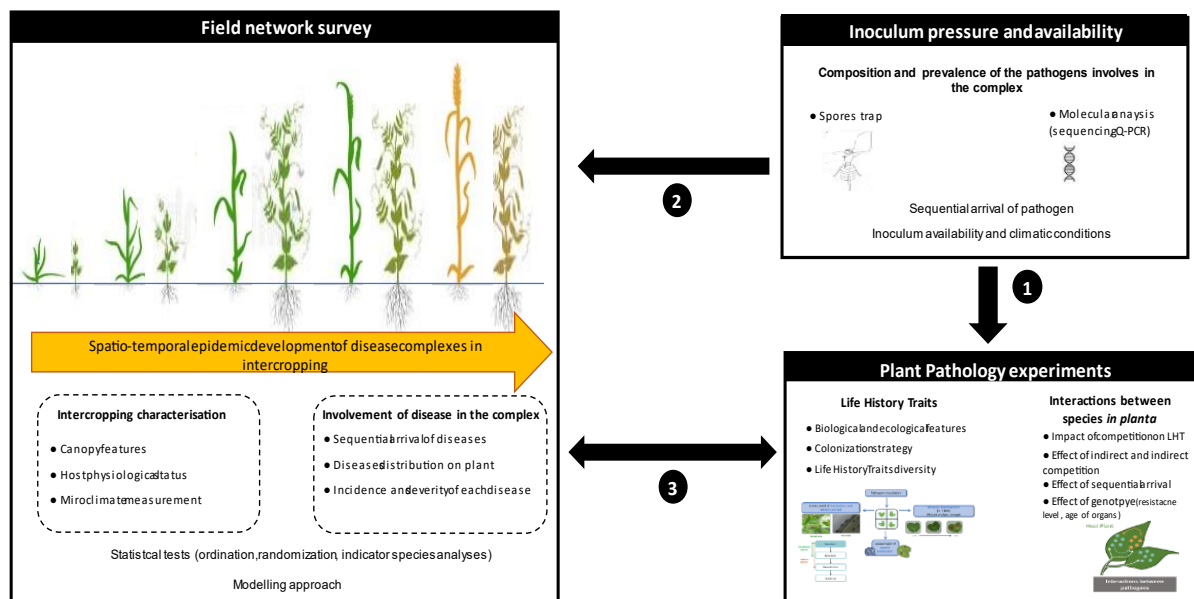 Field network survey
Spatio-temporal epidemic development of disease complexes in
intercropping
Intercropping characterisation
● Canopy features
● Host physiological status
● Miroclimate measurement
Involvement of disease in the complex
● Sequential arrival of diseases
● Diseases distribution on plant
● Incidence and severity of each disease
Statistcal tests (ordination, randomization, indicator species analyses)
Modelling approach
Inoculum pressure and availability
Composition and prevalence of the pathogens involves in
the complex
● Spores trap
● Molecular anaysis
(sequencing Q-PCR)
Sequential arrival of pathogen
Inoculum availability and climatic conditions
2
1
3
Plant Pathology experiments
Life History Traits
● Biological and ecological features
● Colonization strategy
● Life History Traits diversity
Interactions between
species in planta
● Impact of competition on LHT
● Effect of indirect and indirect
competition
● Effect of sequential arrival
● Effect of genotpye (resistacne
level, age of organs)
Host Plant
Interactions between
pathogens